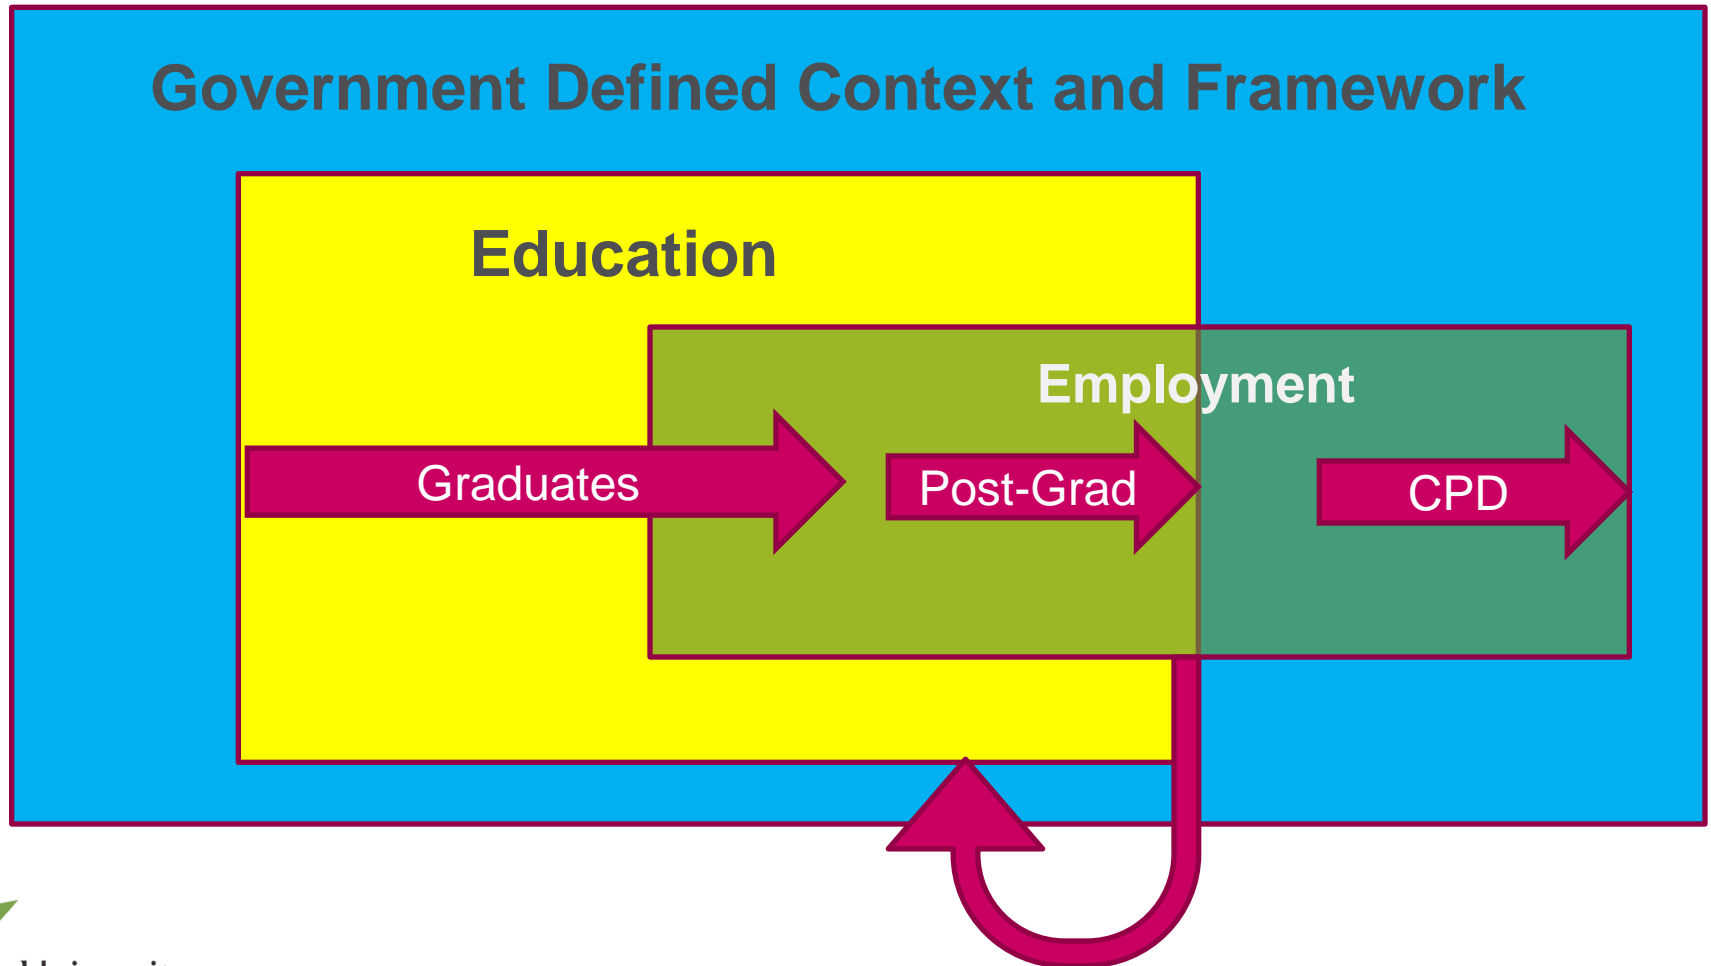 Government Defined Context and Framework
Education
Employment
Graduates
Post-Grad
CPD